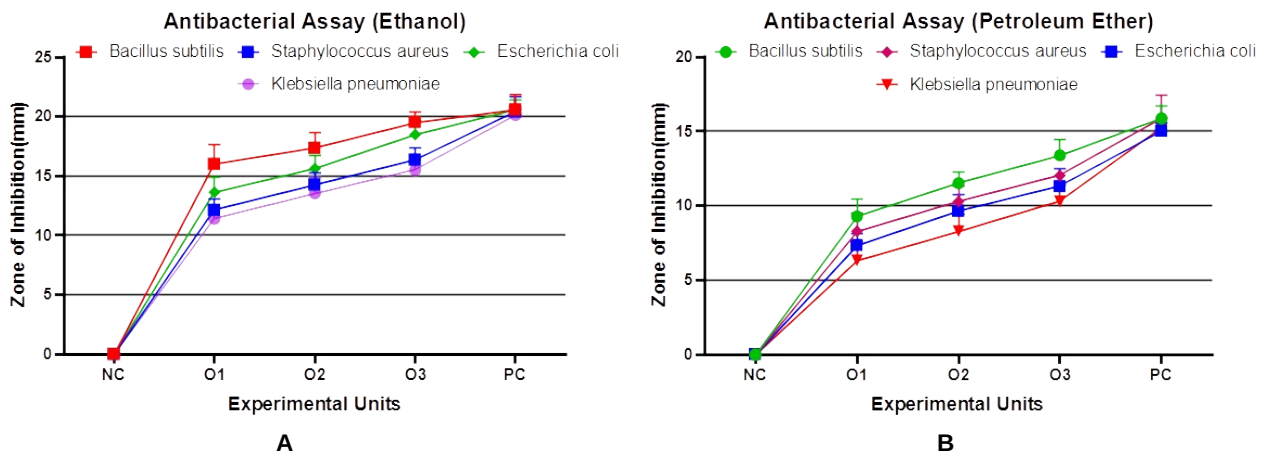 Antibacterial Assay (Ethanol)
25
Bacillus subtilis Staphylococcus aureus Escherichia coli
Klebsiella pneumoniae
20
15
10
5
0
Zone of Inhibition(mm)
NC O1 O2 O3 PC
Experimental Units
A
Antibacterial Assay (Petroleum Ether)
20
Bacillus subtilis Staphylococcus aureus Escherichia coli
Klebsiella pneumoniae
15
10
5
0
Zone of Inhibition(mm)
NC O1 O2 O3 PC
Experimental Units
B